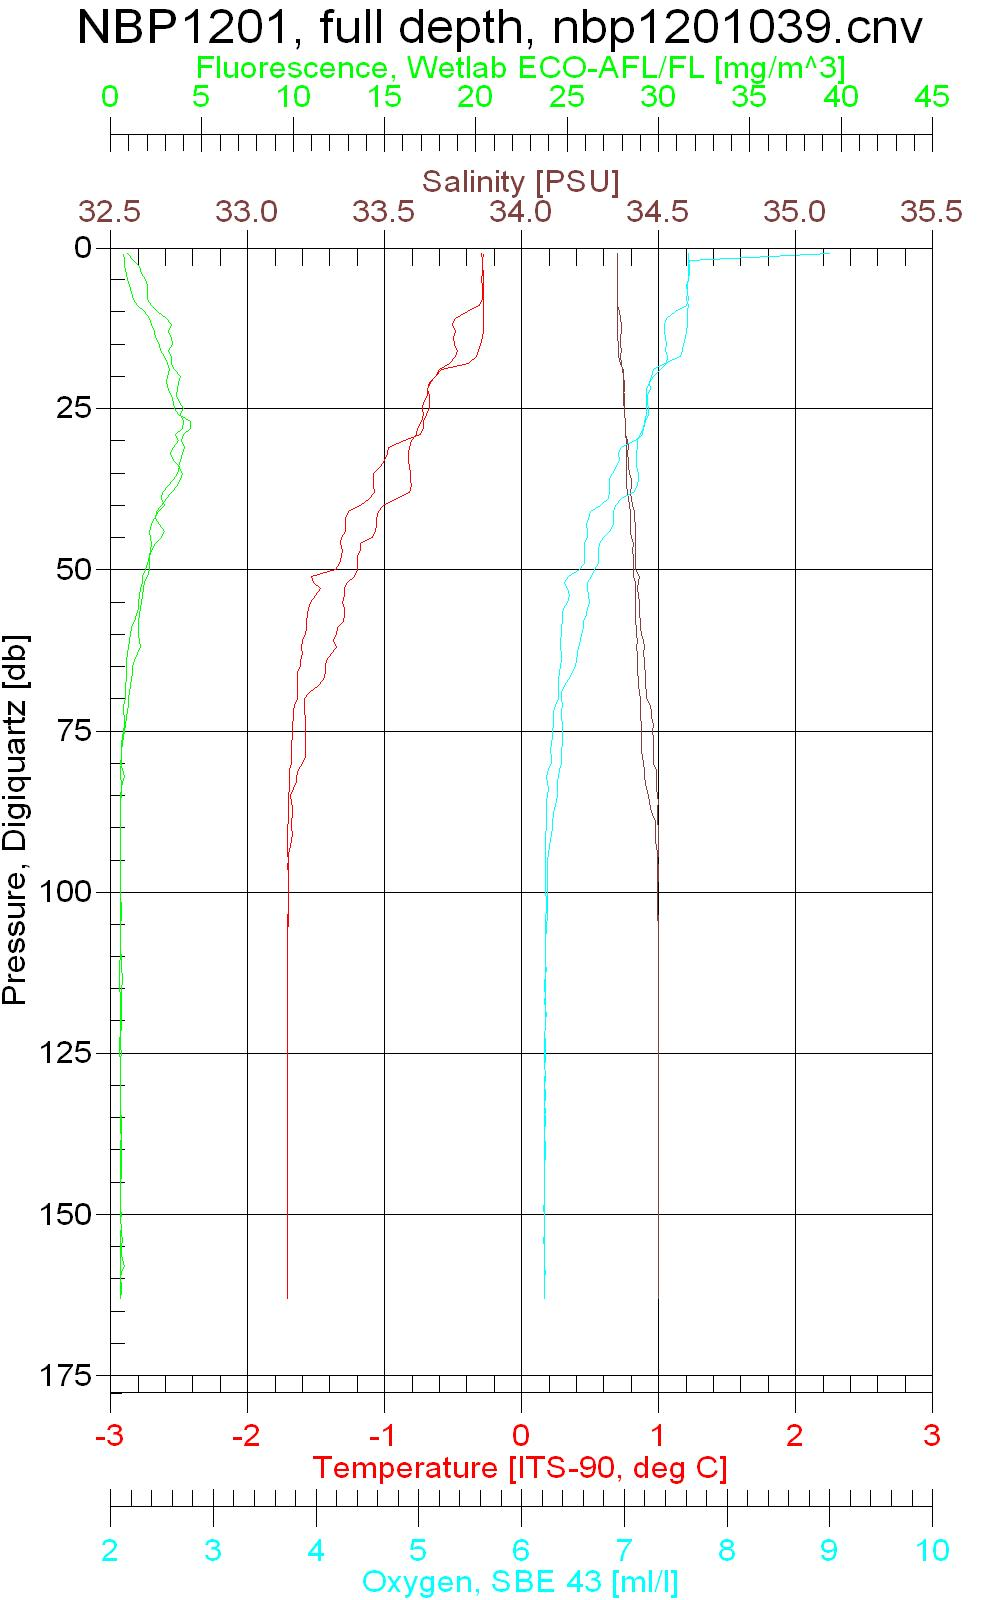 NBP1201, full depth, nbp1201039.cnv
Fluorescence, Wetlab ECO-AFL/FL [mg/m^3]
0 5 10 15 20 25 30 35 40 45
Salinity [PSU]
32.5 33.0 33.5 34.0 34.5 35.0 35.5
0
25
50
75
100
125
150
175
Pressure, Digiquartz [db]
-3 -2 -1 0 1 2 3
Temperature [ITS-90, deg C]
2 3 4 5 6 7 8 9 10
Oxygen, SBE 43 [ml/l]